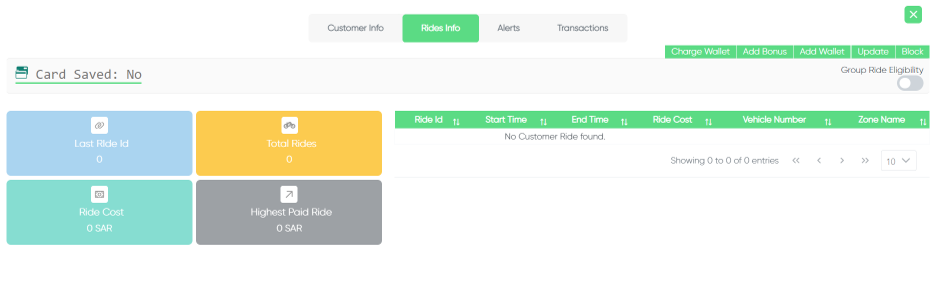 Customer Info
Rides Info
Alerts
Transactions
Charge Wallet
Add Bonus
Add Wallet
Update
Block
Card Saved: No
Group Ride Eligibility
Last Ride Id
0
Total Rides
0
Ride Cost
0 SAR
Highest Paid Ride
0 SAR
Ride Id
Start Time
End Time
Ride Cost
Vehicle Number
Zone Name
No Customer Ride found.
Showing 0 to 0 of 0 entries
10